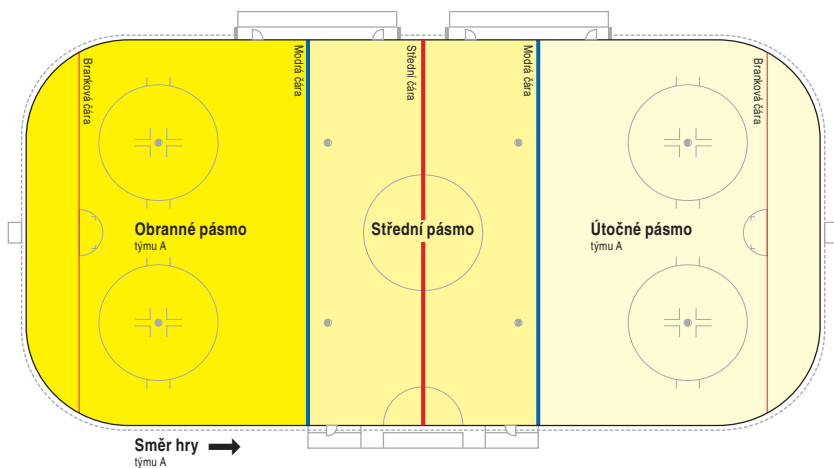 Branková čára
Modrá čára
Střední čára
Modrá čára
Branková čára
Obranné pásmo
týmu A
Střední pásmo
Útočné pásmo
týmu A
Směr hry
týmu A